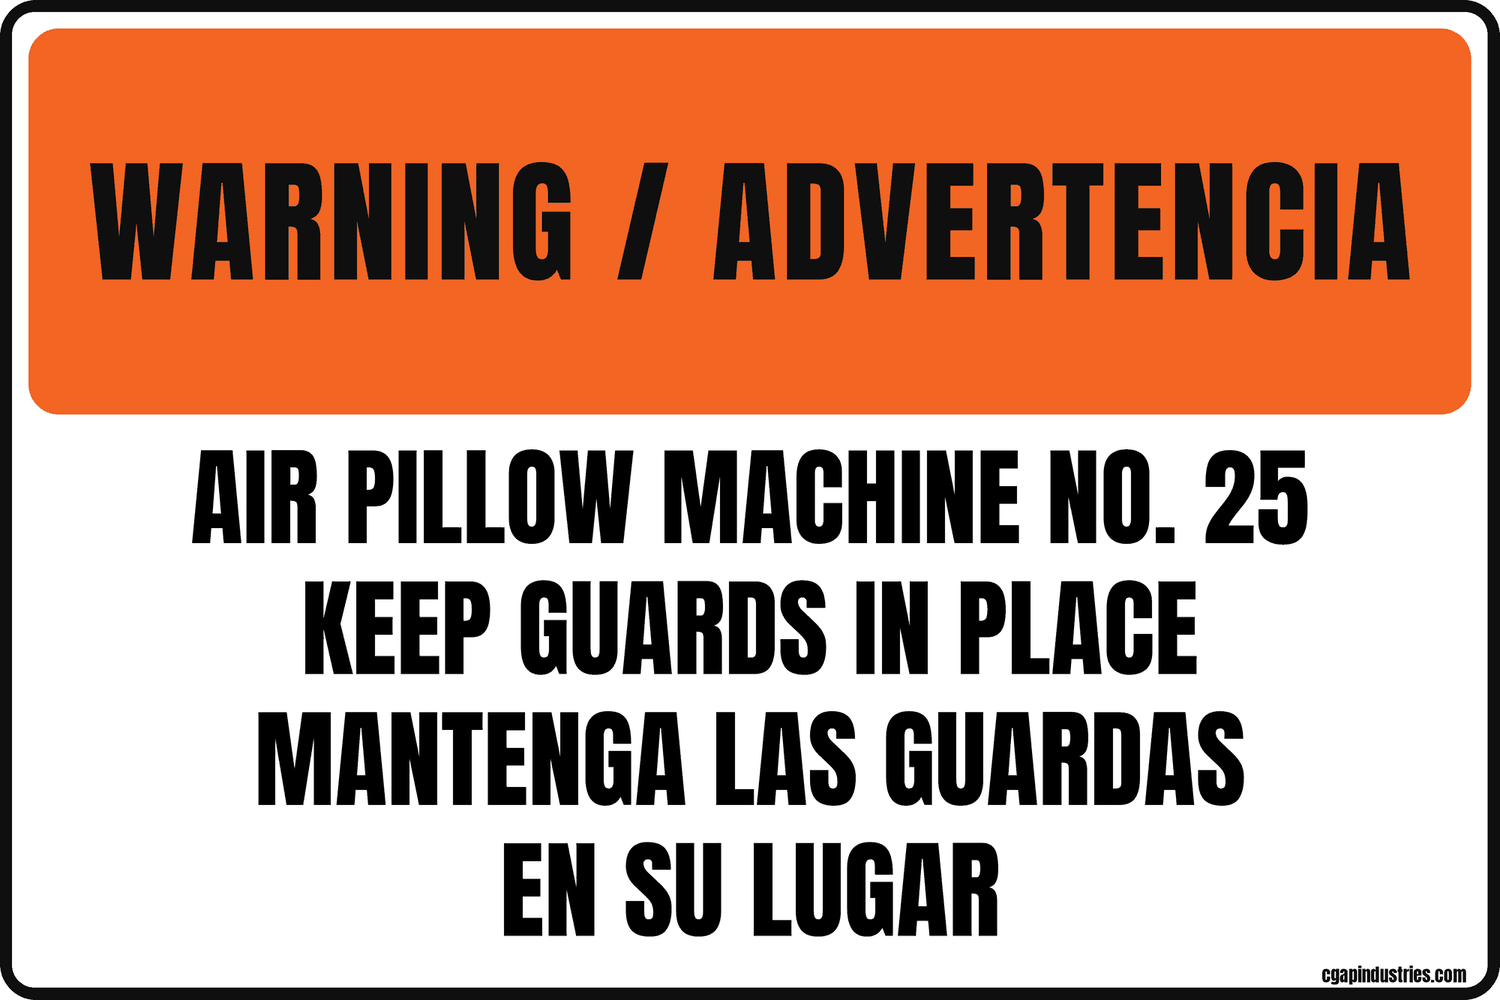 WARNING / ADVERTENCIA
AIR PILLOW MACHINE NO. 25
KEEP GUARDS IN PLACE
MANTENGA LAS GUARDAS
EN SU LUGAR
cgapindustries.com